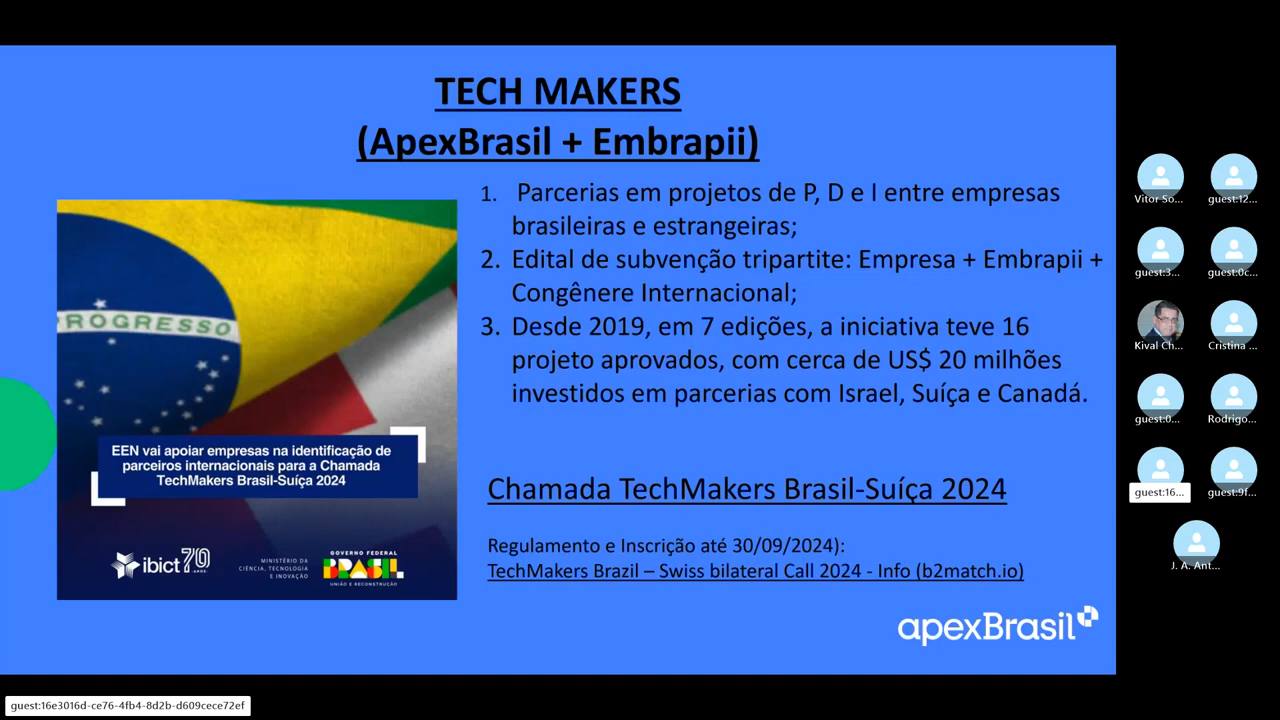 TECH MAKERS
(ApexBrasil + Embrapii)
1. Parcerias em projetos de P, D e I entre empresas
brasileiras e estrangeiras;
2. Edital de subvenção tripartite: Empresa + Embrapii +
Congênere Internacional;
3. Desde 2019, em 7 edições, a iniciativa teve 16
projeto aprovados, com cerca de US$ 20 milhões
investidos em parcerias com Israel, Suíça e Canadá.
PROGRESSO
EEN vai apoiar empresas na identificação de
parceiros internacionais para a Chamada
TechMakers Brasil-Suíça 2024
ibict 70
ANOS
MINISTÉRIO DA
CIÊNCIA, TECNOLOGIA
E INOVAÇÃO
GOVERNO FEDERAL
BRASIL
UNIÃO E RECONSTRUÇÃO
Chamada TechMakers Brasil-Suíça 2024
Regulamento e Inscrição até 30/09/2024):
TechMakers Brazil – Swiss bilateral Call 2024 - Info (b2match.io)
apexBrasil
Vitor So...
guest:12...
guest:3...
guest:0c...
Kival Ch...
Cristina ...
guest:0...
Rodrigo...
guest:16...
guest:9f...
J. A. Ant...
guest:16e3016d-ce76-4fb4-8d2b-d609cece72ef